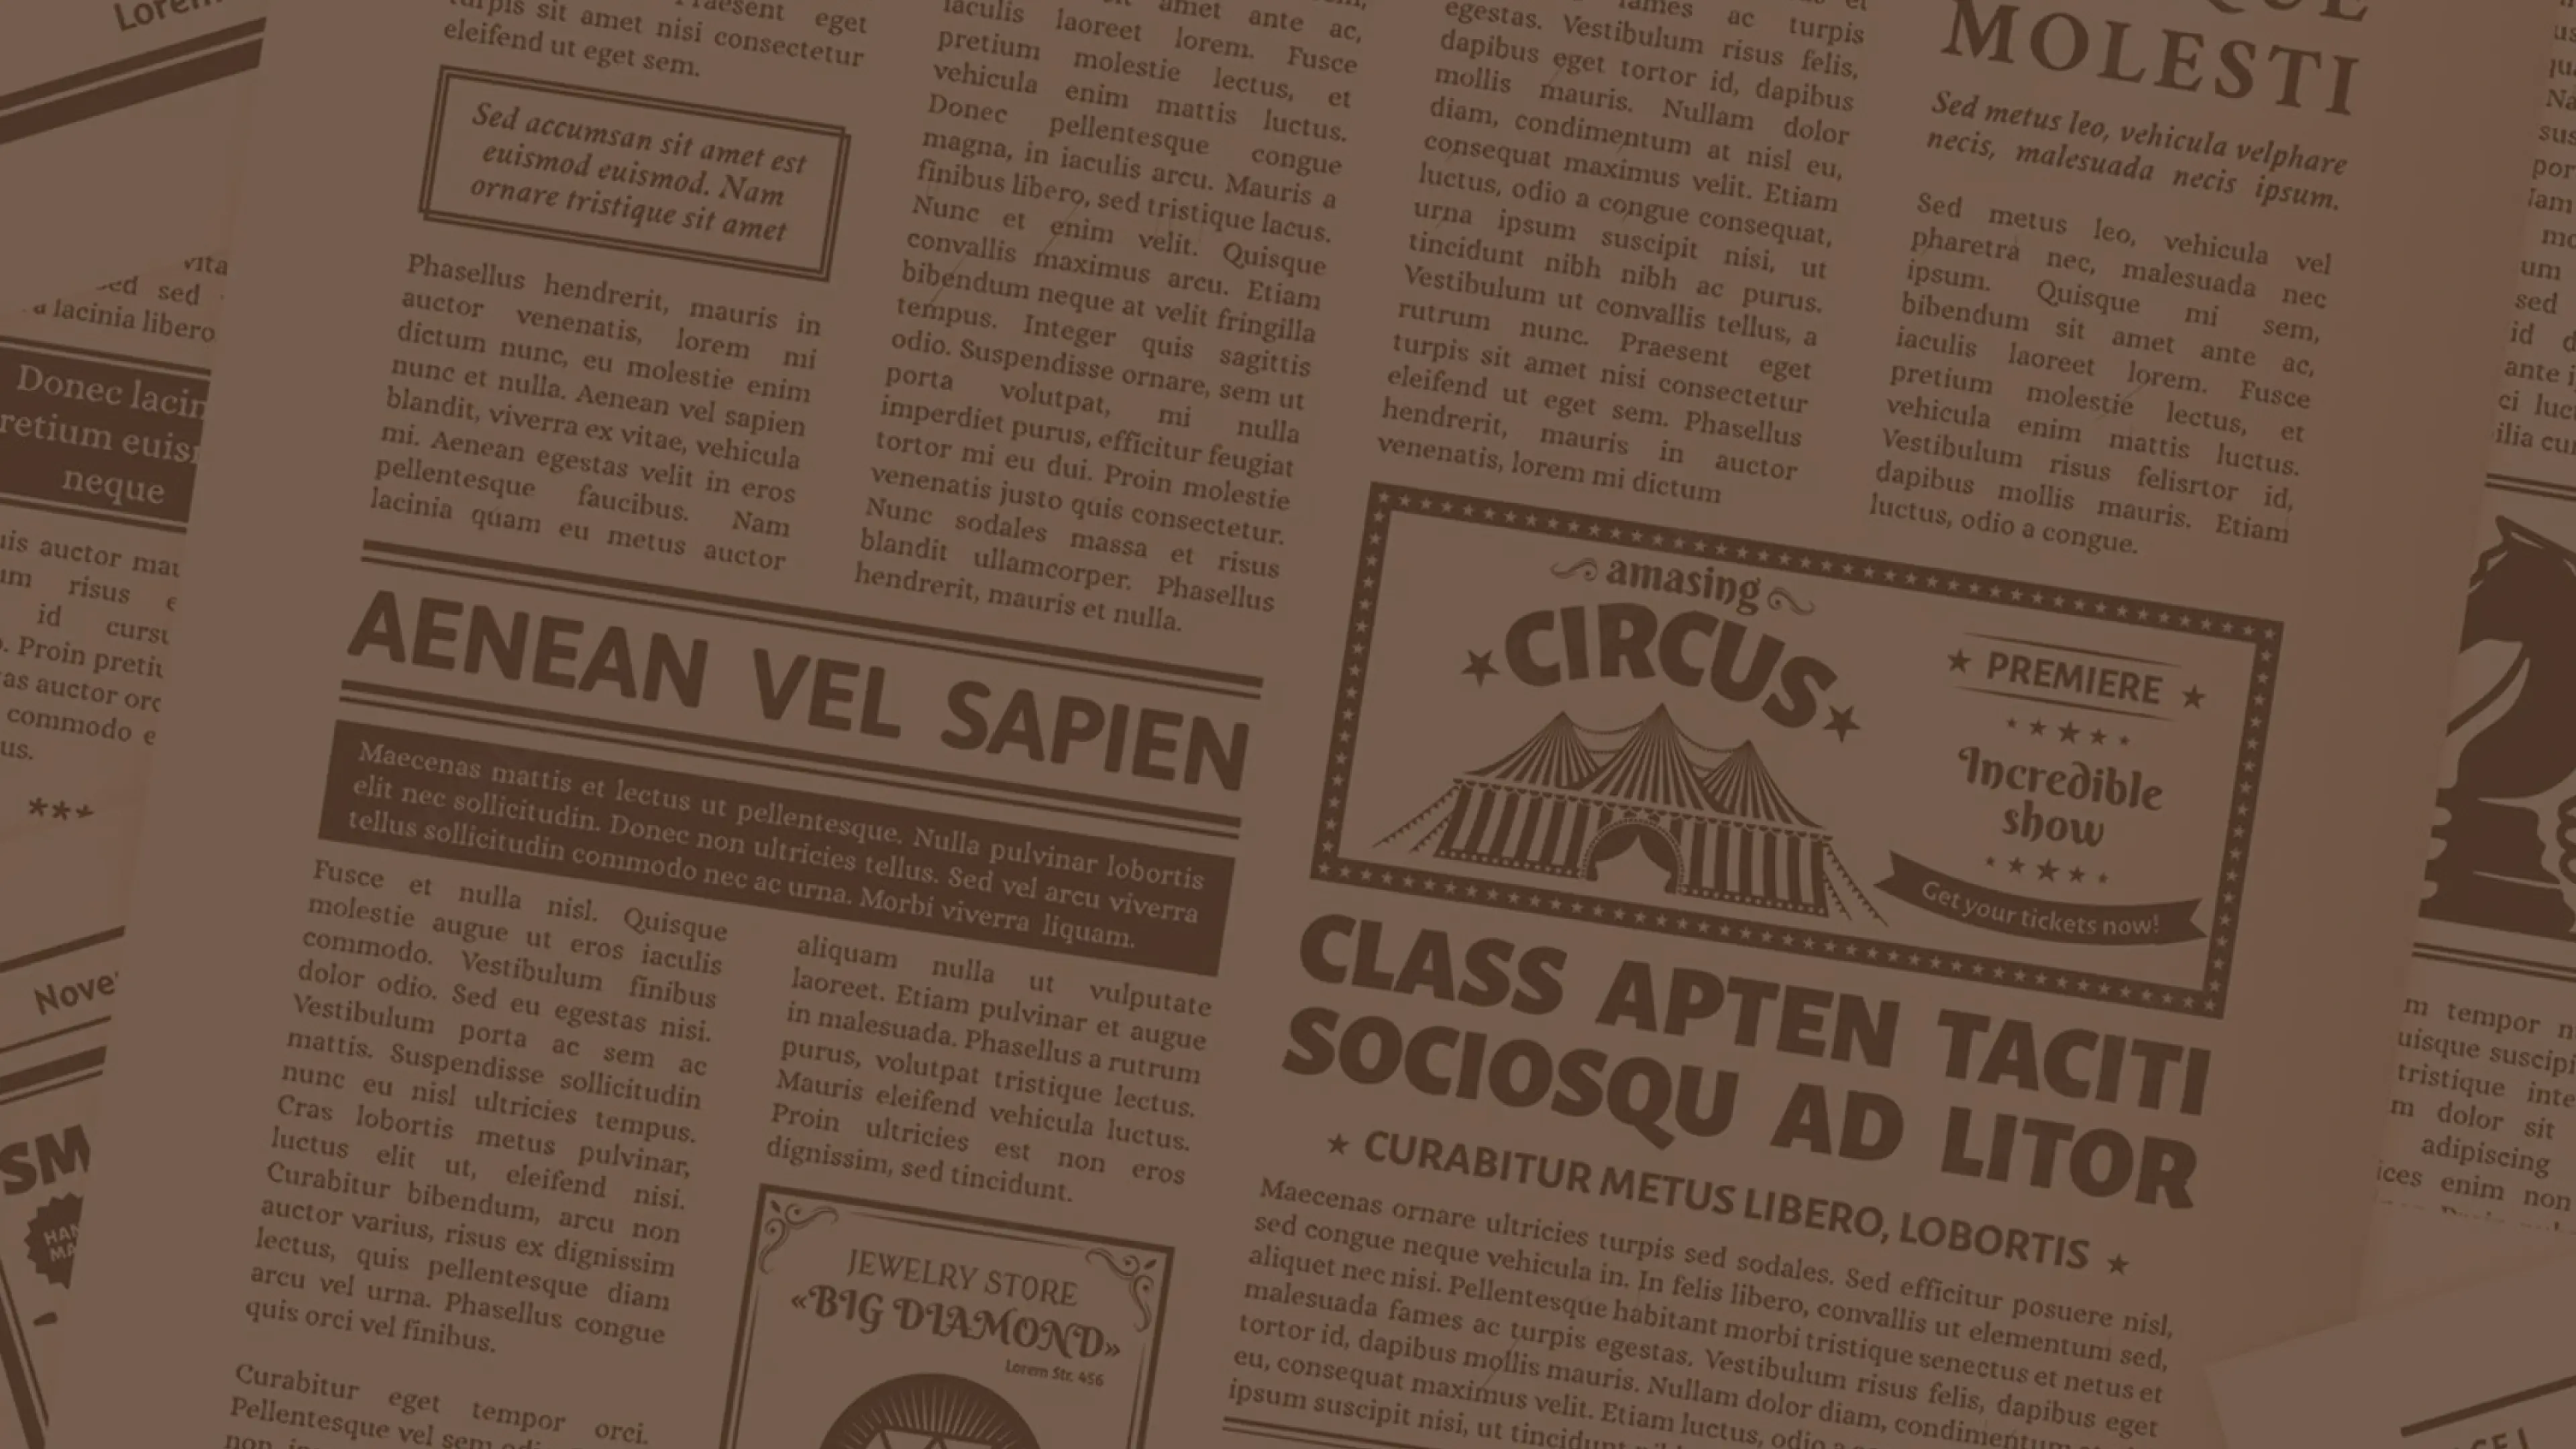 Lorem
vita
sed sed
a lacinia libero
Donec lacin
retium euis
neque
uis auctor mau
um risus e
id cursu
. Proin pretiu
as auctor orc
commodo e
us.
***
Nove
SM
HAN
MA
Praesent eget
turpis sit amet nisi consectetur
eleifend ut eget sem.
Sed accumsan sit amet est
euismod euismod. Nam
ornare tristique sit amet
Phasellus hendrerit, mauris in
auctor venenatis, lorem mi
dictum nunc, eu molestie enim
nunc et nulla. Aenean vel sapien
blandit, viverra ex vitae, vehicula
mi. Aenean egestas velit in eros
pellentesque faucibus. Nam
lacinia quam eu metus auctor
amet ante ac,
iaculis laoreet lorem. Fusce
pretium molestie lectus, et
vehicula enim mattis luctus.
Donec pellentesque congue
magna, in iaculis arcu. Mauris a
finibus libero, sed tristique lacus.
Nunc et enim velit. Quisque
convallis maximus arcu. Etiam
bibendum neque at velit fringilla
tempus. Integer quis sagittis
odio. Suspendisse ornare, sem ut
porta volutpat, mi nulla
imperdiet purus, efficitur feugiat
tortor mi eu dui. Proin molestie
venenatis justo quis consectetur.
Nunc sodales massa et risus
blandit ullamcorper. Phasellus
hendrerit, mauris et nulla.
AENEAN VEL SAPIEN
Maecenas mattis et lectus ut pellentesque. Nulla pulvinar lobortis
elit nec sollicitudin. Donec non ultricies tellus. Sed vel arcu viverra
tellus sollicitudin commodo nec ac urna. Morbi viverra liquam.
Fusce et nulla nisl. Quisque
molestie augue ut eros iaculis
commodo. Vestibulum finibus
dolor odio. Sed eu egestas nisi.
Vestibulum porta ac sem ac
mattis. Suspendisse sollicitudin
nunc eu nisl ultricies tempus.
Cras lobortis metus pulvinar,
luctus elit ut, eleifend nisi.
Curabitur bibendum, arcu non
auctor varius, risus ex dignissim
lectus, quis pellentesque diam
arcu vel urna. Phasellus congue
quis orci vel finibus.
Curabitur eget tempor orci.
Pellentesque vel sem
aliquam nulla ut vulputate
laoreet. Etiam pulvinar et augue
in malesuada. Phasellus a rutrum
purus, volutpat tristique lectus.
Mauris eleifend vehicula luctus.
Proin ultricies est non eros
dignissim, sed tincidunt.
JEWELRY STORE
«BIG DIAMOND»
Lorem Str. 456
fames ac turpis
egestas. Vestibulum risus felis,
dapibus eget tortor id, dapibus
mollis mauris. Nullam dolor
diam, condimentum at nisl eu,
consequat maximus velit. Etiam
luctus, odio a congue consequat,
urna ipsum suscipit nisi, ut
tincidunt nibh nibh ac purus.
Vestibulum ut convallis tellus, a
rutrum nunc. Praesent eget
turpis sit amet nisi consectetur
eleifend ut eget sem. Phasellus
hendrerit, mauris in auctor
venenatis, lorem mi dictum
MOLESTI
Sed metus leo, vehicula velphare
necis, malesuada necis ipsum.
Sed metus leo, vehicula vel
pharetra nec, malesuada nec
ipsum. Quisque mi sem,
bibendum sit amet ante ac,
iaculis laoreet lorem. Fusce
pretium molestie lectus, et
vehicula enim mattis luctus.
Vestibulum risus felisrtor id,
dapibus mollis mauris. Etiam
luctus, odio a congue.
amasing
CIRCUS
PREMIERE
Incredible
show
Get your tickets now!
CLASS APTEN TACITI
SOCIOSQU AD LITOR
CURABITUR METUS LIBERO, LOBORTIS
Maecenas ornare ultricies turpis sed sodales. Sed efficitur posuere nisl,
sed congue neque vehicula in. In felis libero, convallis ut elementum sed,
aliquet nec nisi. Pellentesque habitant morbi tristique senectus et netus et
malesuada fames ac turpis egestas. Vestibulum risus felis, dapibus eget
tortor id, dapibus mollis mauris. Nullam dolor diam, condimentum
eu, consequat maximus velit. Etiam luctus, odio a
ipsum suscipit nisi, ut tincidunt
por
um
sed
id d
ante i
ci luc
ilia cu
m tempor n
uisque suscipi
tristique inte
m dolor sit
adipiscing
ices enim non